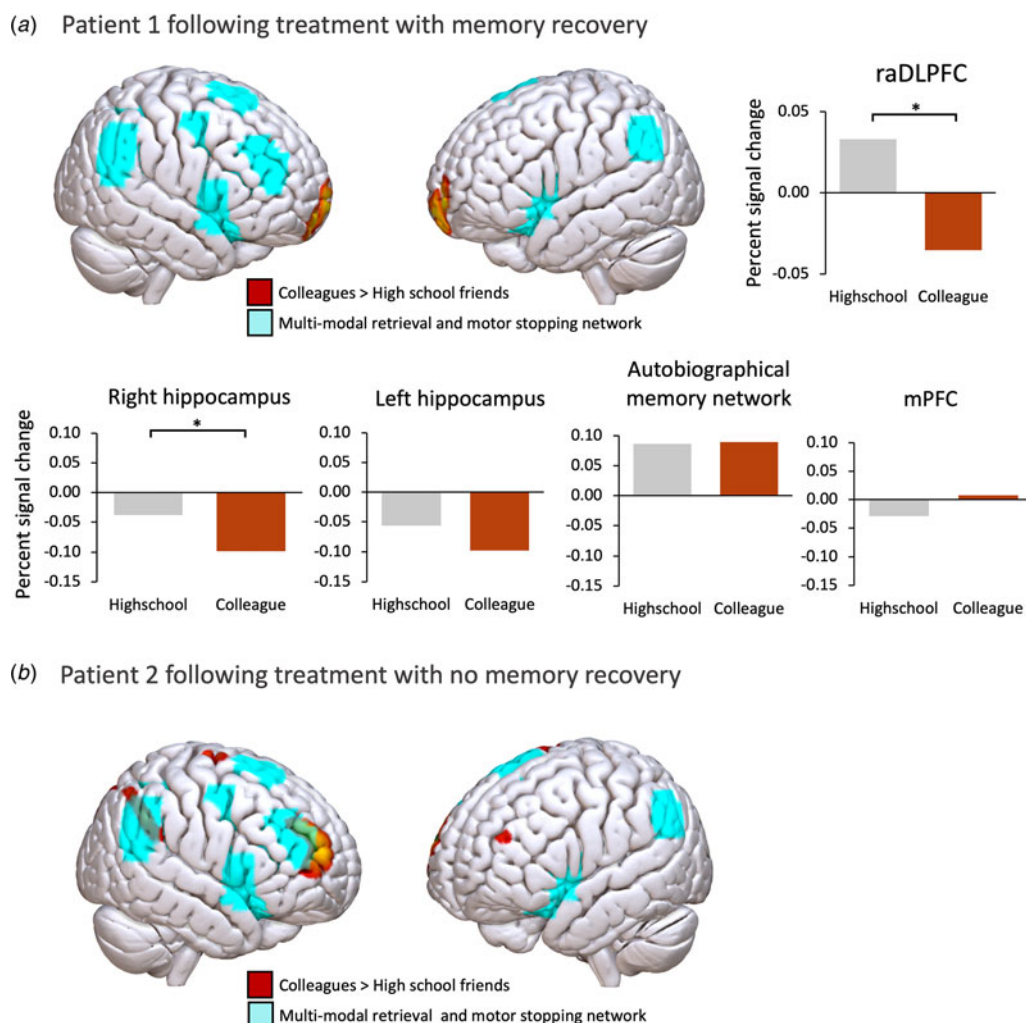 (a) Patient 1 following treatment with memory recovery
raDLPFC
Percent signal change
0.05
0.00
-0.05
*
Highschool Colleague
Colleagues > High school friends
Multi-modal retrieval and motor stopping network
Right hippocampus
Percent signal change
0.10
0.05
0.00
-0.05
-0.10
-0.15
*
Highschool Colleague
Left hippocampus
0.10
0.05
0.00
-0.05
-0.10
-0.15
Highschool Colleague
Autobiographical
memory network
0.10
0.05
0.00
-0.05
-0.10
-0.15
Highschool Colleague
mPFC
0.10
0.05
0.00
-0.05
-0.10
-0.15
Highschool Colleague
(b) Patient 2 following treatment with no memory recovery
Colleagues > High school friends
Multi-modal retrieval and motor stopping network